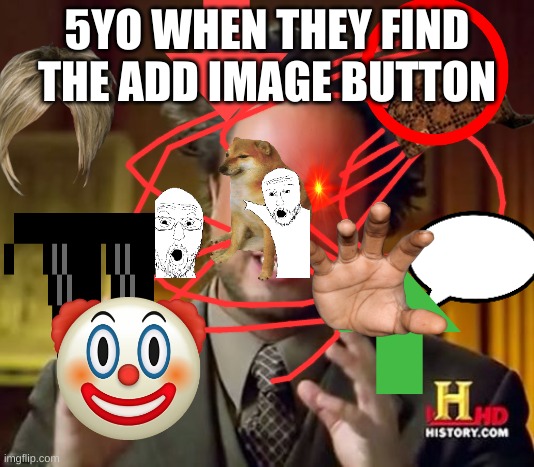 5YO WHEN THEY FIND
THE ADD IMAGE BUTTON
H HD
HISTORY.COM
imgflip.com